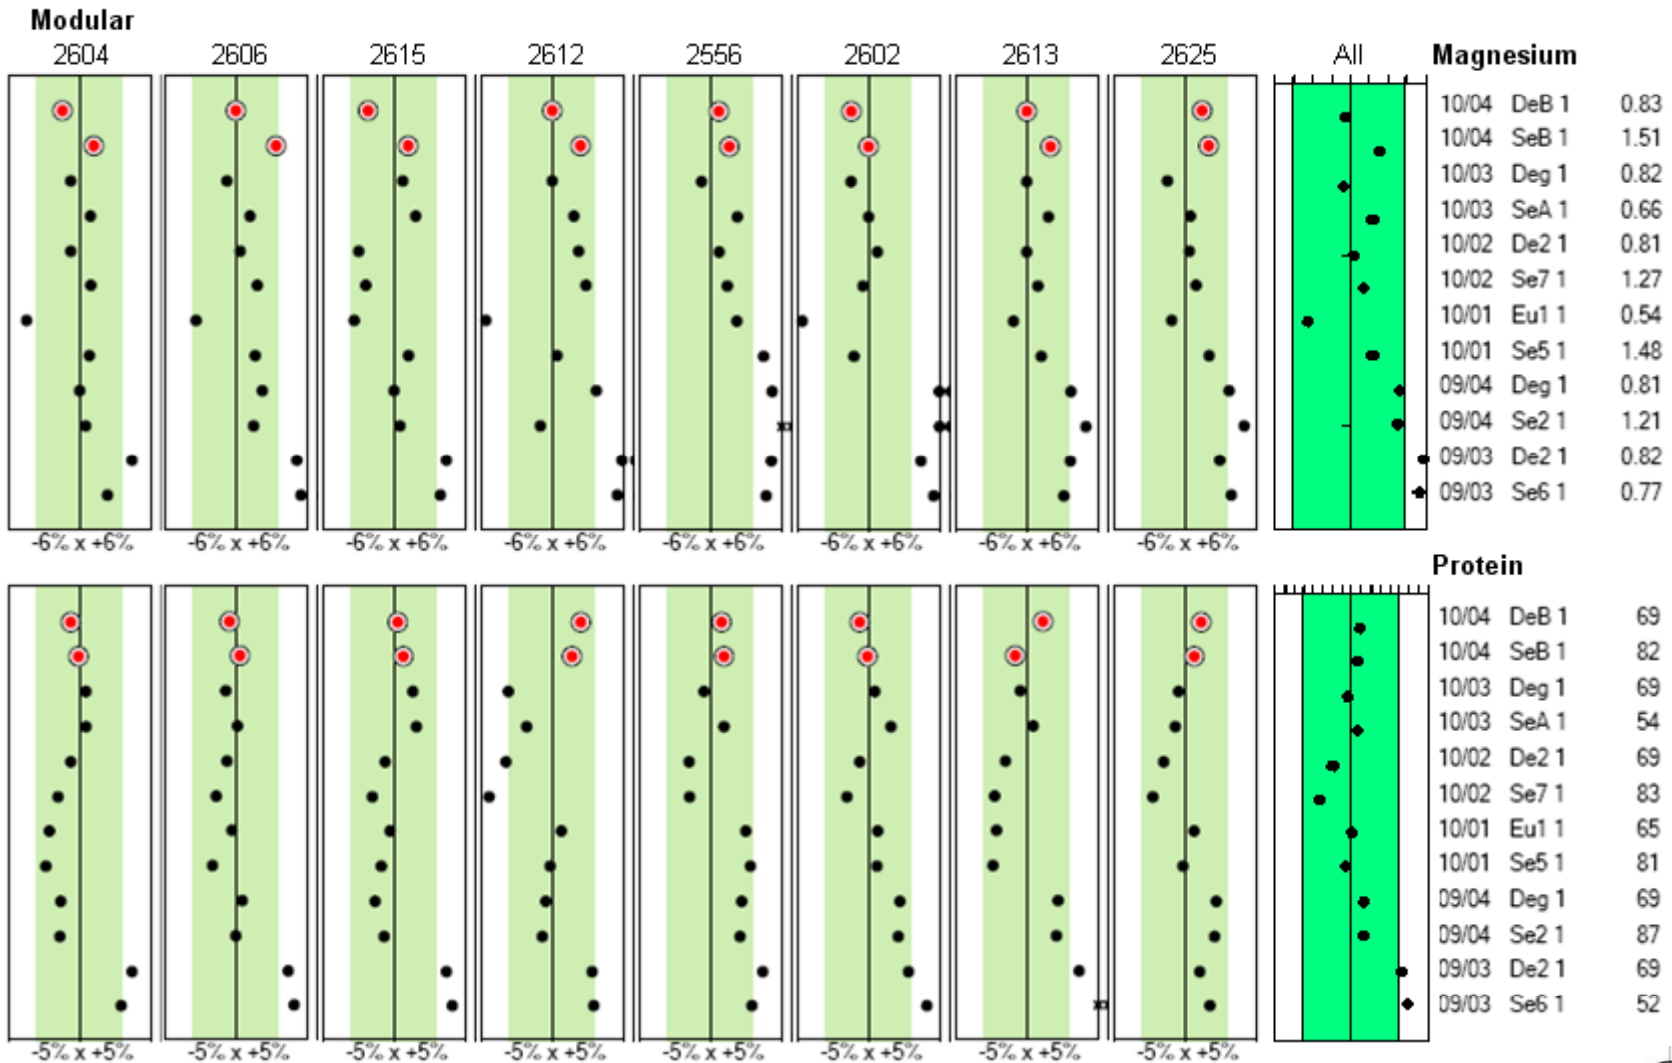 Modular
2604 2606 2615 2612 2556 2602 2613 2625 All Magnesium
10/04 DeB 1 0.83
10/04 SeB 1 1.51
10/03 Deg 1 0.82
10/03 SeA 1 0.66
10/02 De2 1 0.81
10/02 Se7 1 1.27
10/01 Eu1 1 0.54
10/01 Se5 1 1.48
09/04 Deg 1 0.81
09/04 Se2 1 1.21
09/03 De2 1 0.82
09/03 Se6 1 0.77
-6% x +6% -6% x +6% -6% x +6% -6% x +6% -6% x +6% -6% x +6% -6% x +6% -6% x +6%
Protein
10/04 DeB 1 69
10/04 SeB 1 82
10/03 Deg 1 69
10/03 SeA 1 54
10/02 De2 1 69
10/02 Se7 1 83
10/01 Eu1 1 65
10/01 Se5 1 81
09/04 Deg 1 69
09/04 Se2 1 87
09/03 De2 1 69
09/03 Se6 1 52
-5% x +5% -5% x +5% -5% x +5% -5% x +5% -5% x +5% -5% x +5% -5% x +5% -5% x +5%